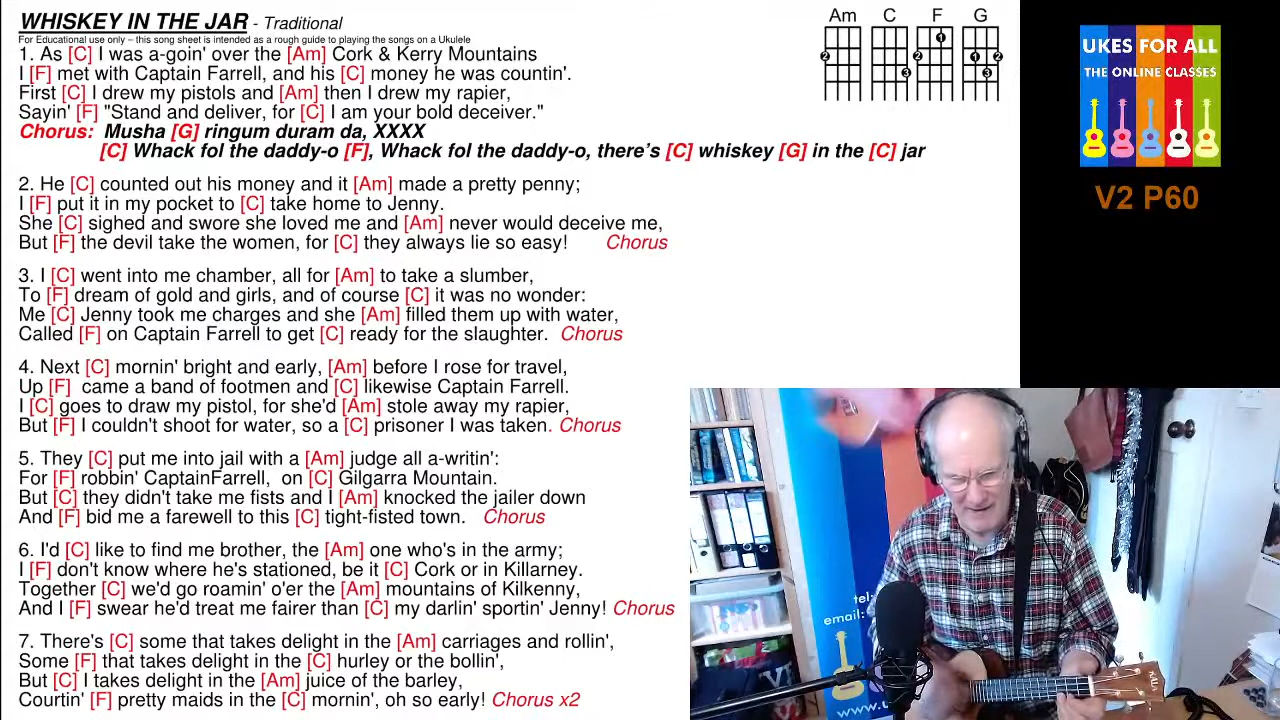 WHISKEY IN THE JAR - Traditional
For Educational use only – this song sheet is intended as a rough guide to playing the songs on a Ukulele
1. As [C] I was a-goin' over the [Am] Cork & Kerry Mountains
I [F] met with Captain Farrell, and his [C] money he was countin'.
First [C] I drew my pistols and [Am] then I drew my rapier,
Sayin' [F] "Stand and deliver, for [C] I am your bold deceiver."
Chorus: Musha [G] ringum duram da, XXXX
[C] Whack fol the daddy-o [F], Whack fol the daddy-o, there's [C] whiskey [G] in the [C] jar
2. He [C] counted out his money and it [Am] made a pretty penny;
I [F] put it in my pocket to [C] take home to Jenny.
She [C] sighed and swore she loved me and [Am] never would deceive me,
But [F] the devil take the women, for [C] they always lie so easy! Chorus
3. I [C] went into me chamber, all for [Am] to take a slumber,
To [F] dream of gold and girls, and of course [C] it was no wonder:
Me [C] Jenny took me charges and she [Am] filled them up with water,
Called [F] on Captain Farrell to get [C] ready for the slaughter. Chorus
4. Next [C] mornin' bright and early, [Am] before I rose for travel,
Up [F] came a band of footmen and [C] likewise Captain Farrell.
I [C] goes to draw my pistol, for she'd [Am] stole away my rapier,
But [F] I couldn't shoot for water, so a [C] prisoner I was taken. Chorus
5. They [C] put me into jail with a [Am] judge all a-writin':
For [F] robbin' CaptainFarrell, on [C] Gilgarra Mountain.
But [C] they didn't take me fists and I [Am] knocked the jailer down
And [F] bid me a farewell to this [C] tight-fisted town. Chorus
6. I'd [C] like to find me brother, the [Am] one who's in the army;
I [F] don't know where he's stationed, be it [C] Cork or in Killarney.
Together [C] we'd go roamin' o'er the [Am] mountains of Kilkenny,
And I [F] swear he'd treat me fairer than [C] my darlin' sportin' Jenny! Chorus
7. There's [C] some that takes delight in the [Am] carriages and rollin',
Some [F] that takes delight in the [C] hurley or the bollin',
But [C] I takes delight in the [Am] juice of the barley,
Courtin' [F] pretty maids in the [C] mornin', oh so early! Chorus x2
Am C F G
2 3 2 1 1 2 3
UKES FOR ALL
THE ONLINE CLASSES
V2 P60
tel:
email:
www.u